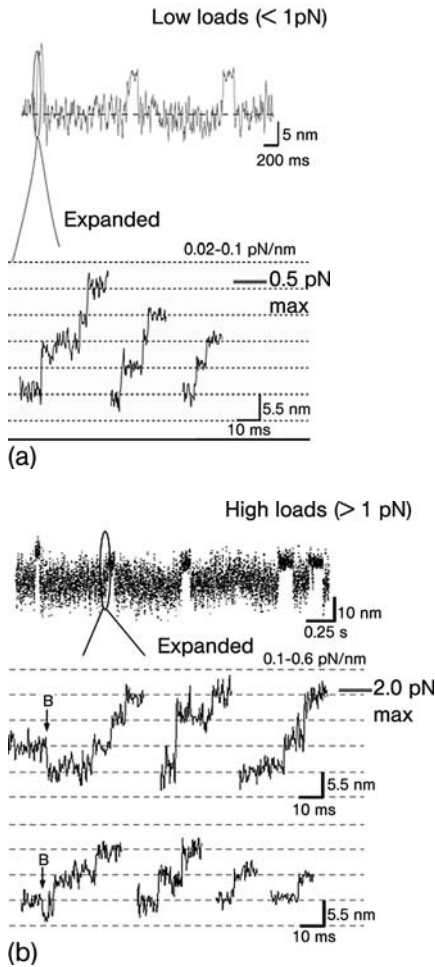 Low loads (< 1pN)
5 nm
200 ms
Expanded
0.02–0.1 pN/nm
0.5 pN
max
5.5 nm
10 ms
(a)
High loads (> 1 pN)
10 nm
0.25 s
Expanded
0.1–0.6 pN/nm
B
2.0 pN
max
5.5 nm
10 ms
B
5.5 nm
10 ms
(b)